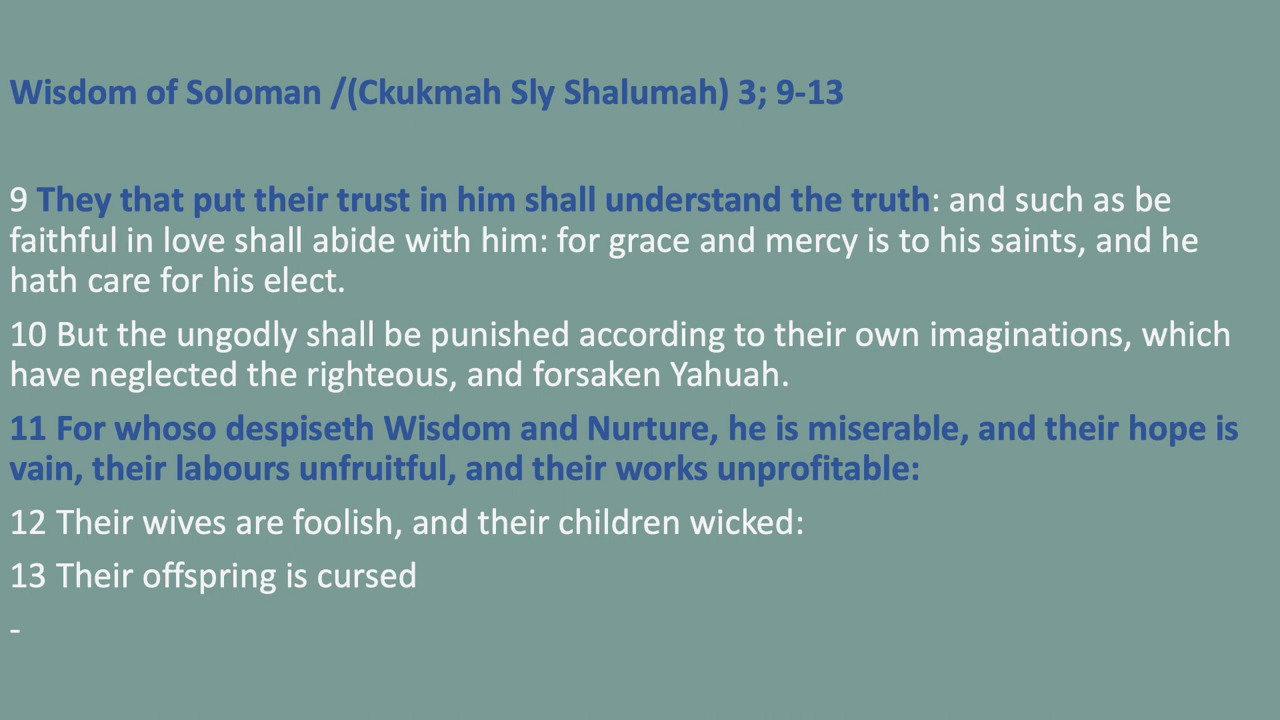 Wisdom of Soloman /(Ckukmah Sly Shalumah) 3; 9-13
9 They that put their trust in him shall understand the truth: and such as be
faithful in love shall abide with him: for grace and mercy is to his saints, and he
hath care for his elect.
10 But the ungodly shall be punished according to their own imaginations, which
have neglected the righteous, and forsaken Yahuah.
11 For whoso despiseth Wisdom and Nurture, he is miserable, and their hope is
vain, their labours unfruitful, and their works unprofitable:
12 Their wives are foolish, and their children wicked:
13 Their offspring is cursed
-